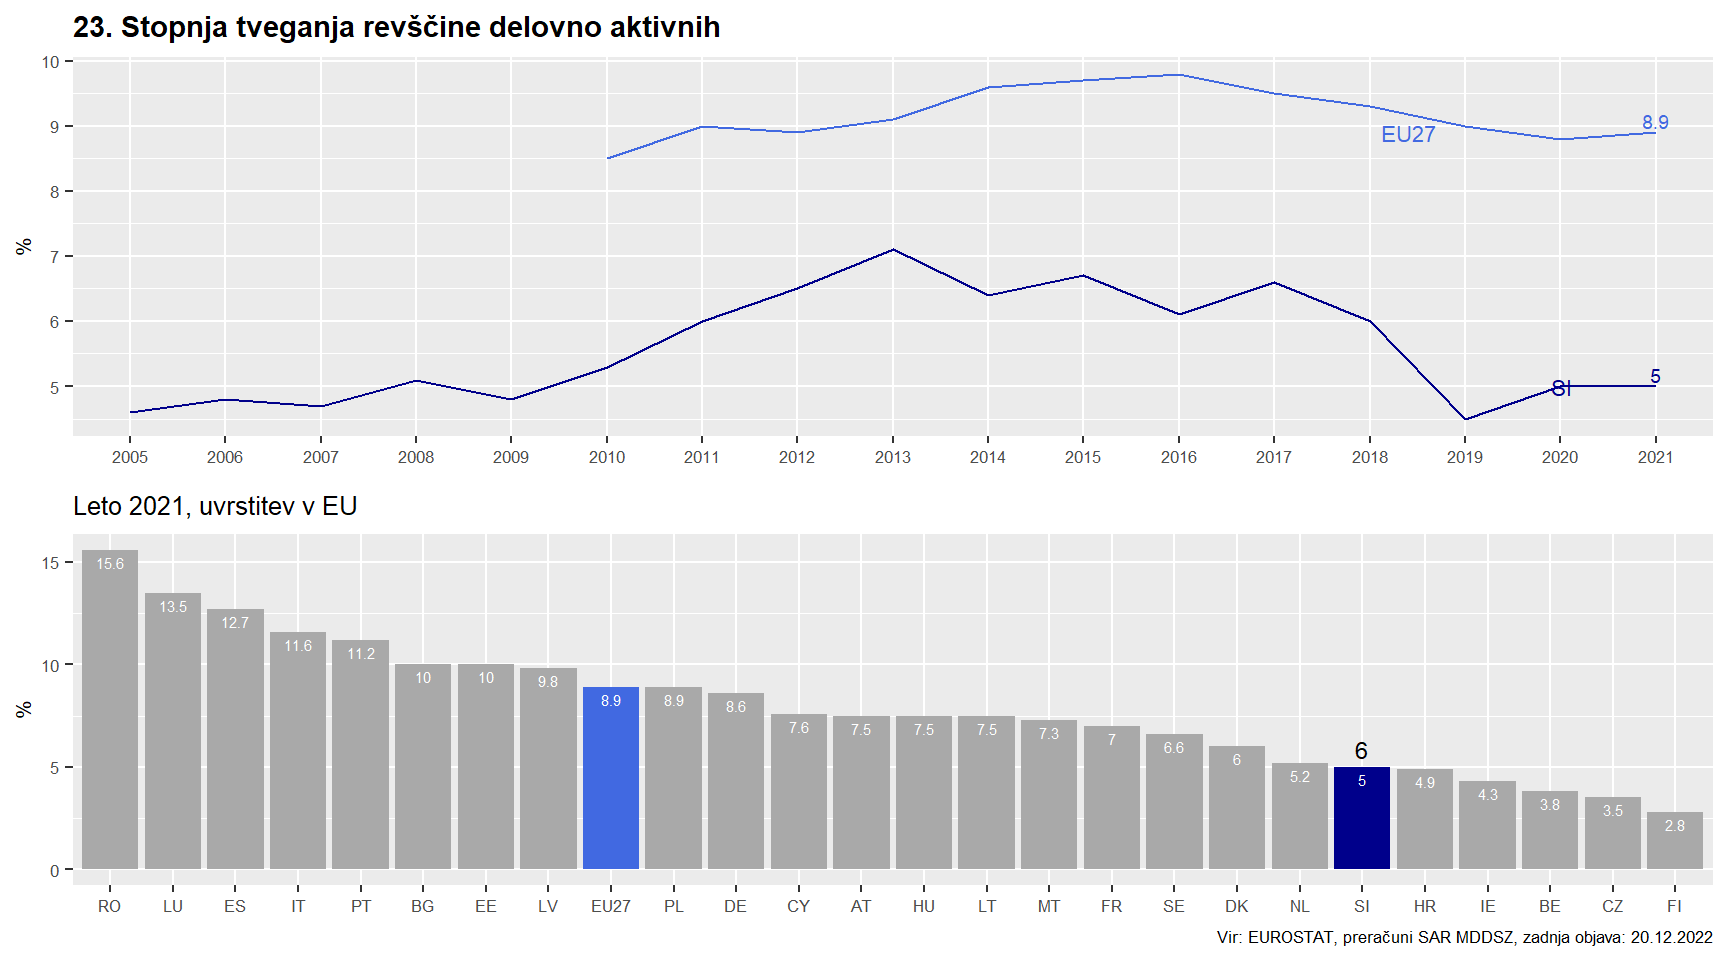 23. Stopnja tveganja revščine delovno aktivnih
10
9
8
7
6
5
%
EU27
8.9
SI
5
2005 2006 2007 2008 2009 2010 2011 2012 2013 2014 2015 2016 2017 2018 2019 2020 2021
Leto 2021, uvrstitev v EU
15
10
5
0
%
15.6 13.5 12.7 11.6 11.2 10 10 9.8 8.9 8.9 8.6 7.6 7.5 7.5 7.5 7.3 7 6.6 6 5.2 5 4.9 4.3 3.8 3.5 2.8
6
RO LU ES IT PT BG EE LV EU27 PL DE CY AT HU LT MT FR SE DK NL SI HR IE BE CZ FI
Vir: EUROSTAT, preračuni SAR MDDSZ, zadnja objava: 20.12.2022